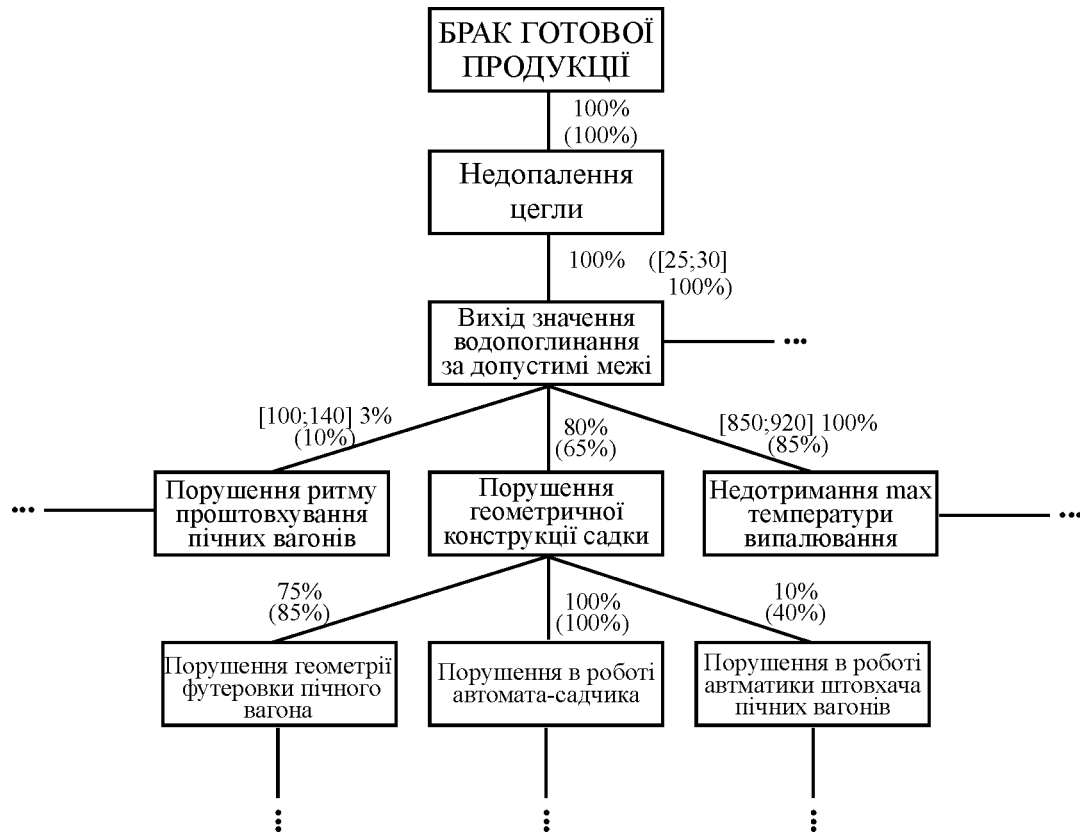 БРАК ГОТОВОЇ
ПРОДУКЦІЇ
100%
(100%)
Недопалення
цегли
100% ([25;30]
100%)
Вихід значення
водопоглинання
за допустимі межі
...
[100;140] 3%
(10%)
80%
(65%)
[850;920] 100%
(85%)
...
Порушення ритму
проштовхування
пічних вагонів
Порушення
геометричної
конструкції садки
Недотримання max
температури
випалювання
...
75%
(85%)
100%
(100%)
10%
(40%)
Порушення геометрії
футеровки пічного
вагона
Порушення в роботі
автомата-садчика
Порушення в роботі
автматики штовхача
пічних вагонів
...
...
...